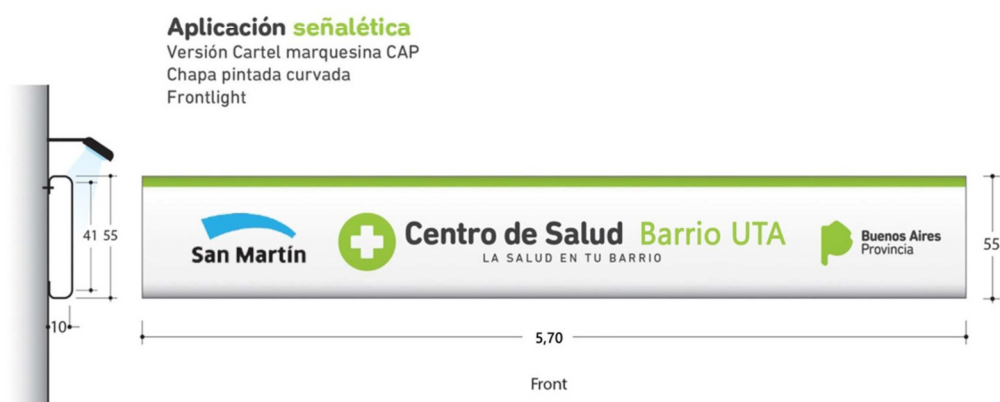 Aplicación señalética
Versión Cartel marquesina CAP
Chapa pintada curvada
Frontlight
41 55
10
San Martín
Centro de Salud Barrio UTA
LA SALUD EN TU BARRIO
Buenos Aires
Provincia
55
5,70
Front